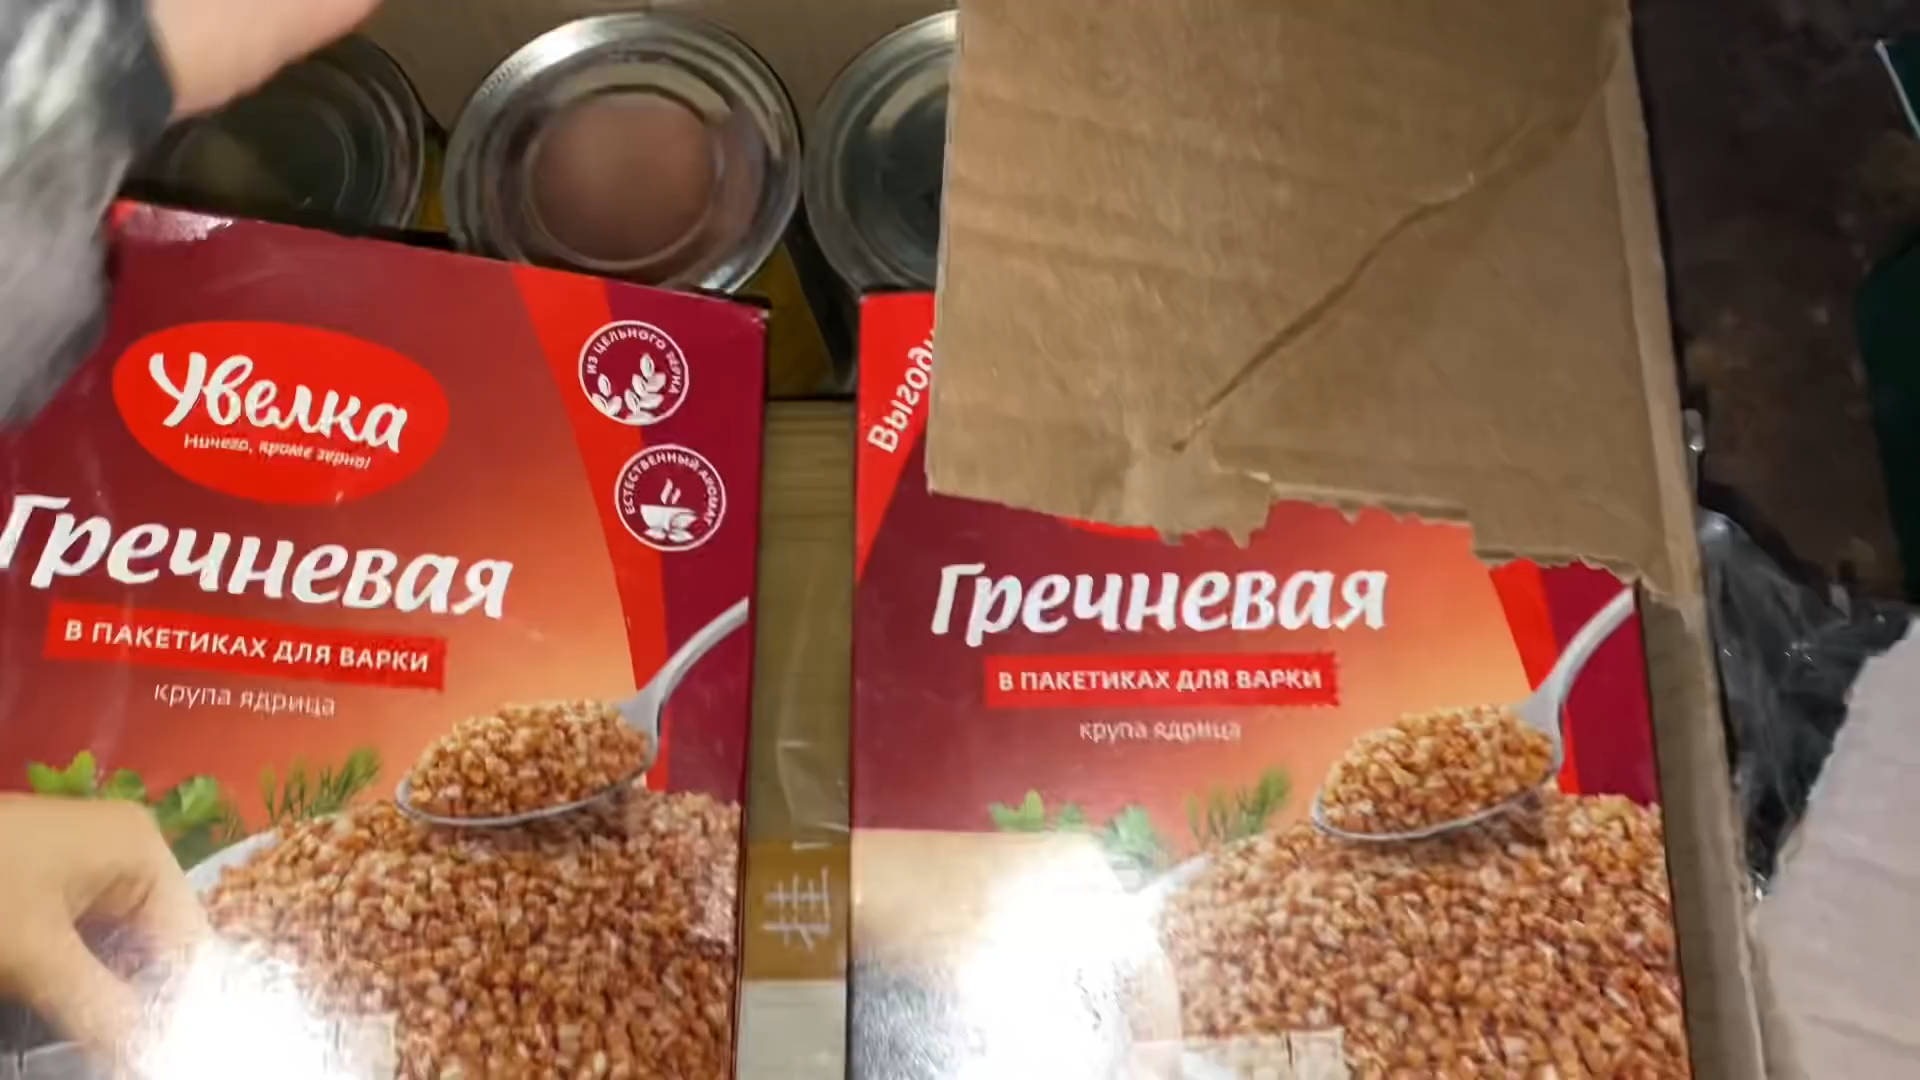 Увелка
Ничего, кроме зерна!
ИЗ ЦЕЛЬНОГО ЗЕРНА
ЕСТЕСТВЕННЫЙ АРОМАТ
Гречневая
В ПАКЕТИКАХ ДЛЯ ВАРКИ
крупа ядрица
Гречневая
В ПАКЕТИКАХ ДЛЯ ВАРКИ
крупа ядрица